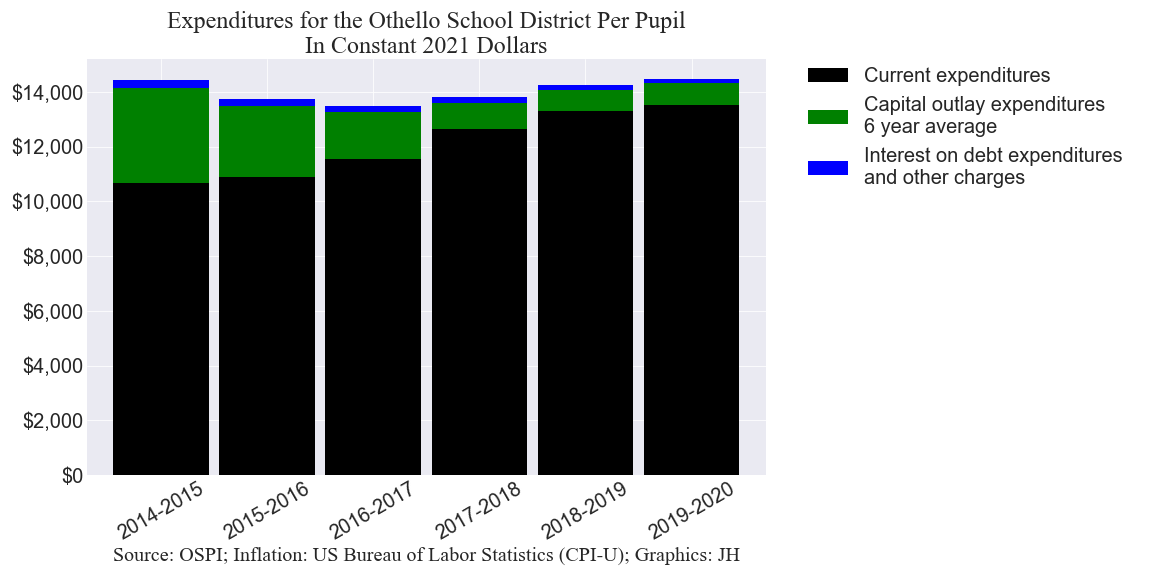 Expenditures for the Othello School District Per Pupil
In Constant 2021 Dollars
$14,000
$12,000
$10,000
$8,000
$6,000
$4,000
$2,000
$0
2014-2015
2015-2016
2016-2017
2017-2018
2018-2019
2019-2020
Current expenditures
Capital outlay expenditures
6 year average
Interest on debt expenditures
and other charges
Source: OSPI; Inflation: US Bureau of Labor Statistics (CPI-U); Graphics: JH